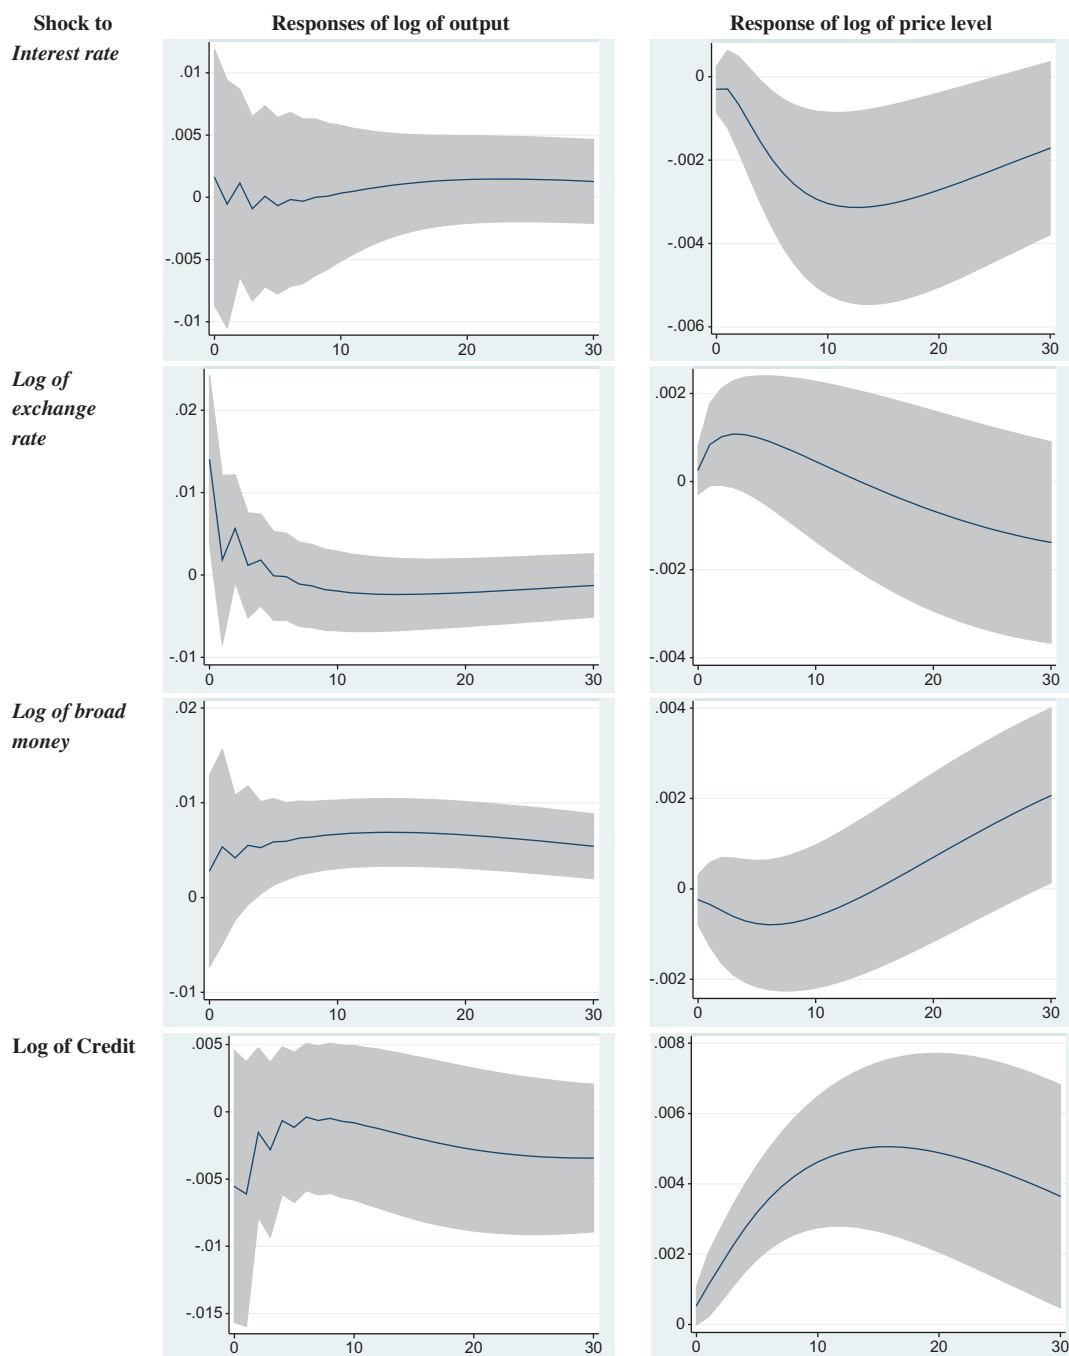 Shock to Responses of log of output Response of log of price level
Interest rate
.01
.005
0
-.005
-.01
0 10 20 30
0
-.002
-.004
-.006
0 10 20 30
Log of
exchange
rate
.02
.01
0
-.01
0 10 20 30
.002
0
-.002
-.004
0 10 20 30
Log of broad
money
.02
.01
0
-.01
0 10 20 30
.004
.002
0
-.002
0 10 20 30
Log of Credit
.005
0
-.005
-.01
-.015
0 10 20 30
.008
.006
.004
.002
0
0 10 20 30